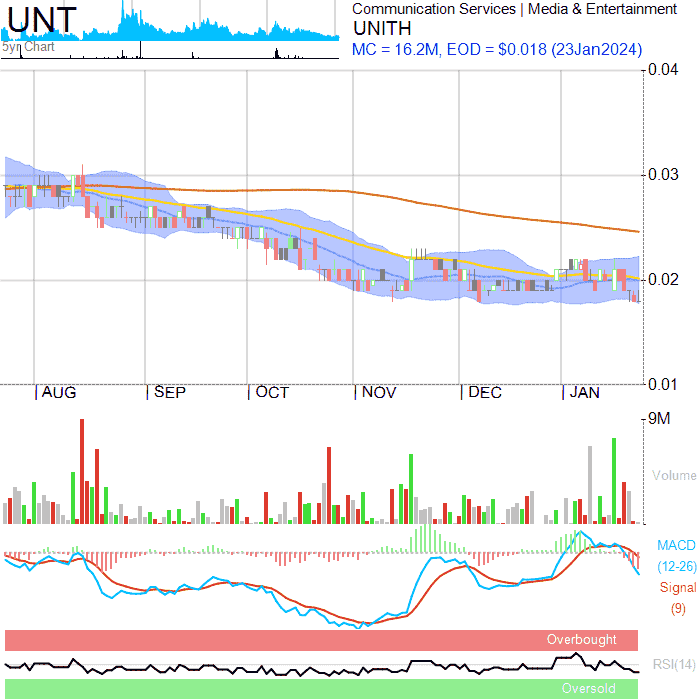 UNT
5yr Chart
Communication Services | Media & Entertainment
UNITH
MC = 16.2M, EOD = $0.018 (23Jan2024)
0.04
0.03
0.02
0.01
AUG SEP OCT NOV DEC JAN
9M
Volume
MACD
(12-26)
Signal
(9)
Overbought
RSI(14)
Oversold